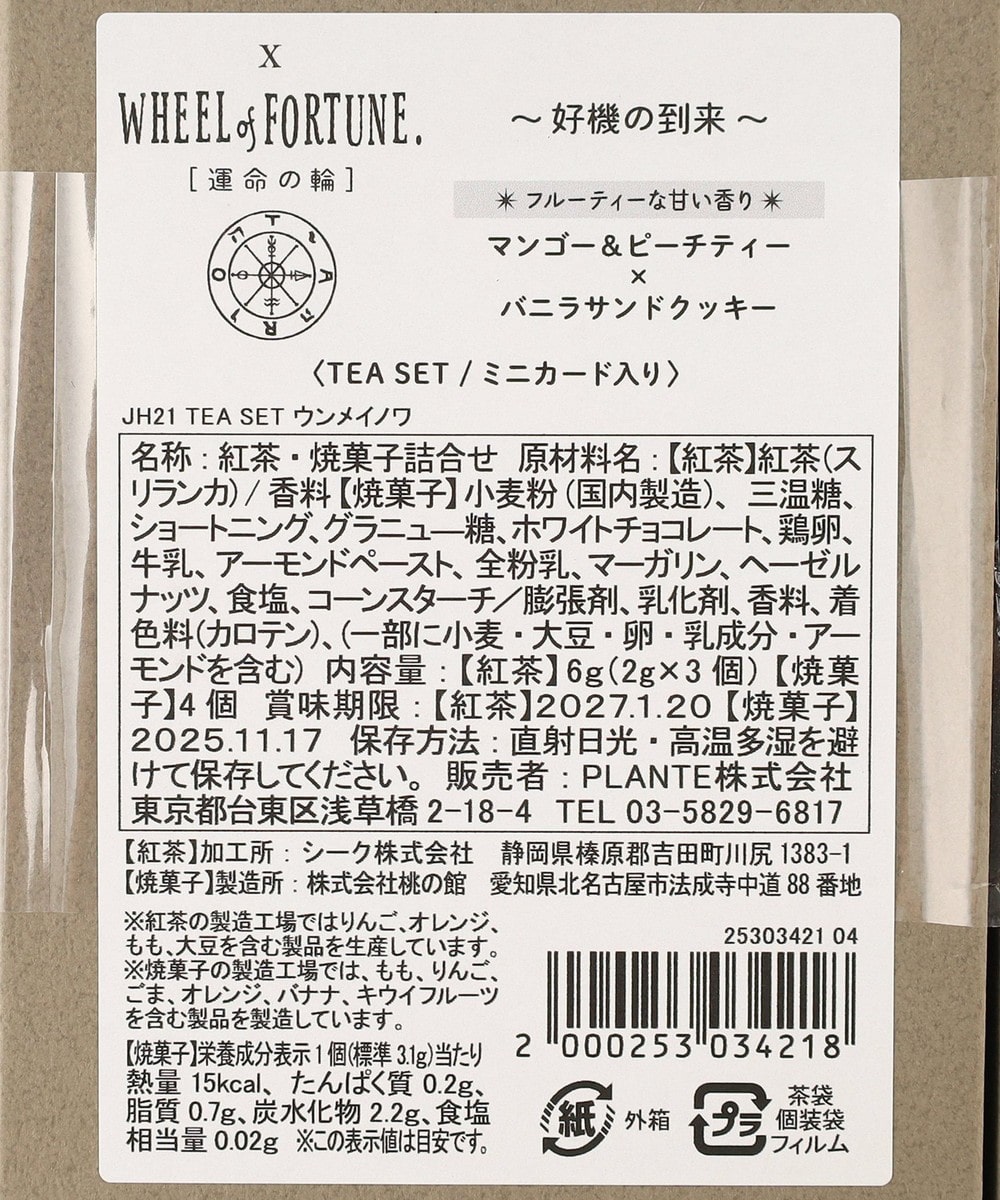 X
WHEEL of FORTUNE.
[運命の輪]
～好機の到来～
✴フルーティーな甘い香り✴
マンゴー＆ピーチティー
×
バニラサンドクッキー
T A R O
〈TEA SET / ミニカード入り〉
JH21 TEA SET ウンメイノワ
名称：紅茶・焼菓子詰合せ 原材料名：【紅茶】紅茶(ス
リランカ)/香料【焼菓子】小麦粉(国内製造)、三温糖、
ショートニング、グラニュー糖、ホワイトチョコレート、鶏卵、
牛乳、アーモンドペースト、全粉乳、マーガリン、ヘーゼル
ナッツ、食塩、コーンスターチ／膨張剤、乳化剤、香料、着
色料(カロテン)、(一部に小麦・大豆・卵・乳成分・アー
モンドを含む) 内容量：【紅茶】6g(2g×3個)【焼菓
子】4個 賞味期限：【紅茶】2027.1.20【焼菓子】
2025.11.17 保存方法：直射日光・高温多湿を避
けて保存してください。 販売者：PLANTE株式会社
東京都台東区浅草橋2-18-4 TEL 03-5829-6817
【紅茶】加工所：シーク株式会社 静岡県榛原郡吉田町川尻1383-1
【焼菓子】製造所：株式会社桃の館 愛知県北名古屋市法成寺中道88番地
※紅茶の製造工場ではりんご、オレンジ、
もも、大豆を含む製品を生産しています。
※焼菓子の製造工場では、もも、りんご、
ごま、オレンジ、バナナ、キウイフルーツ
を含む製品を製造しています。
【焼菓子】栄養成分表示1個(標準3.1g)当たり
熱量 15kcal、たんぱく質 0.2g、
脂質 0.7g、炭水化物 2.2g、食塩
相当量 0.02g ※この表示値は目安です。
25303421 04
2 000253 034218
紙 外箱
プラ 茶袋
個装袋
フィルム